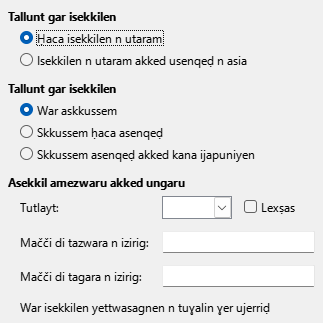 Tallunt gar isekkilen
Ḥaca isekkilen n utaram
Isekkilen n utaram akked usenqeḍ n asia
Tallunt gar isekkilen
War askkussem
Skkussem ḥaca asenqeḍ
Skkussem asenqeḍ akked kana ijapuniyen
Asekkil amezwaru akked ungaru
Tutlayt:
Lexṣas
Mačči di tazwara n izirig:
Mačči di tagara n izirig:
War isekkilen yettwasagnen n tuɣalin ɣer ujerriḍ